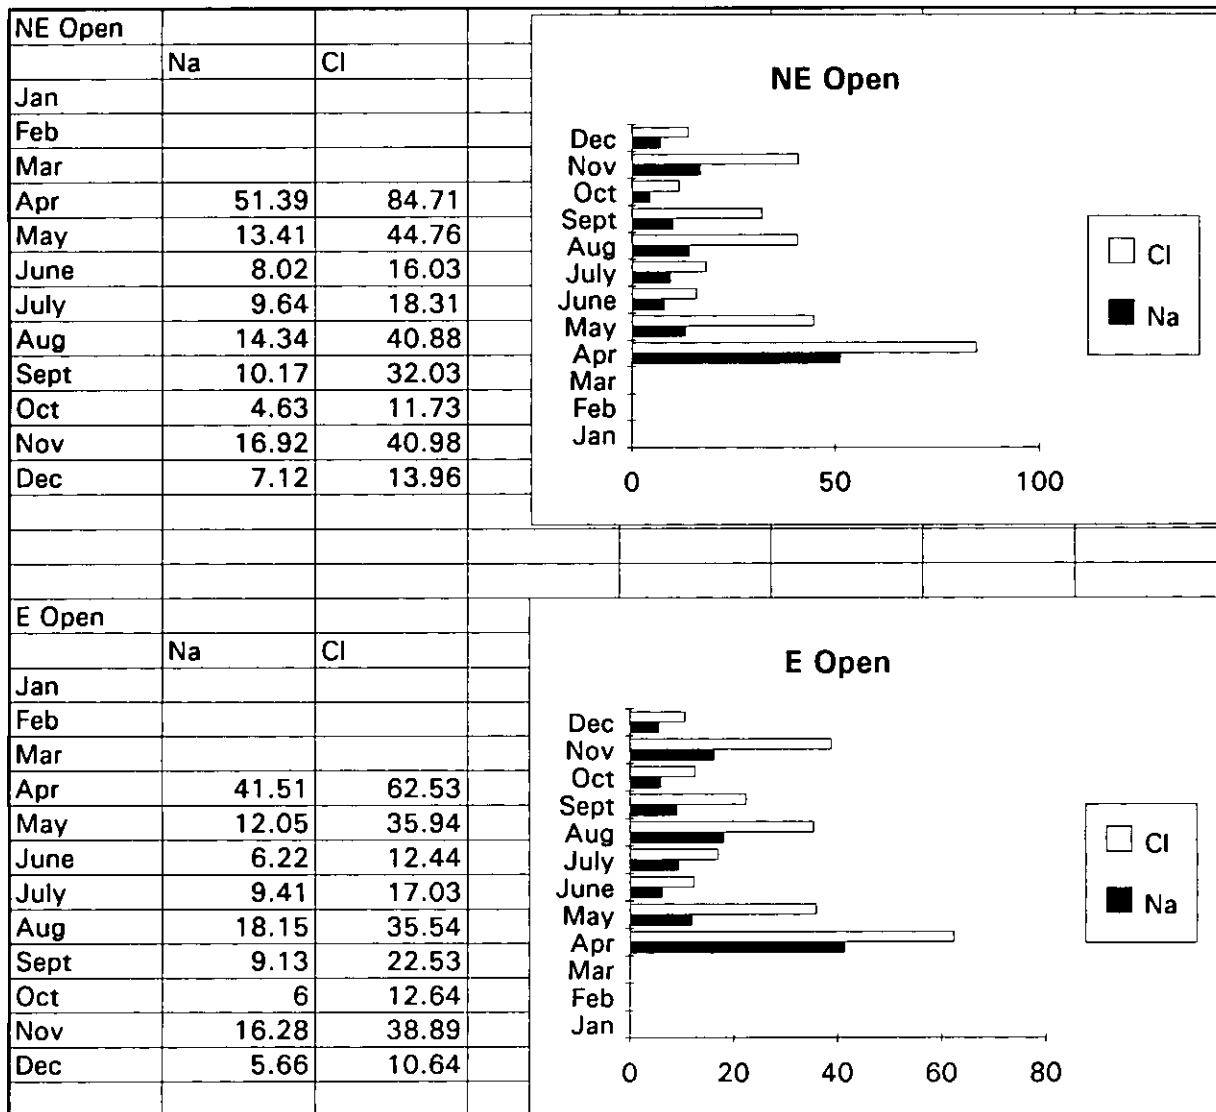 NE Open
Na Cl
Jan
Feb
Mar
Apr 51.39 84.71
May 13.41 44.76
June 8.02 16.03
July 9.64 18.31
Aug 14.34 40.88
Sept 10.17 32.03
Oct 4.63 11.73
Nov 16.92 40.98
Dec 7.12 13.96
NE Open
Dec
Nov
Oct
Sept
Aug
July
June
May
Apr
Mar
Feb
Jan
0 50 100
Cl
Na
E Open
Na Cl
Jan
Feb
Mar
Apr 41.51 62.53
May 12.05 35.94
June 6.22 12.44
July 9.41 17.03
Aug 18.15 35.54
Sept 9.13 22.53
Oct 6 12.64
Nov 16.28 38.89
Dec 5.66 10.64
E Open
Dec
Nov
Oct
Sept
Aug
July
June
May
Apr
Mar
Feb
Jan
0 20 40 60 80
Cl
Na